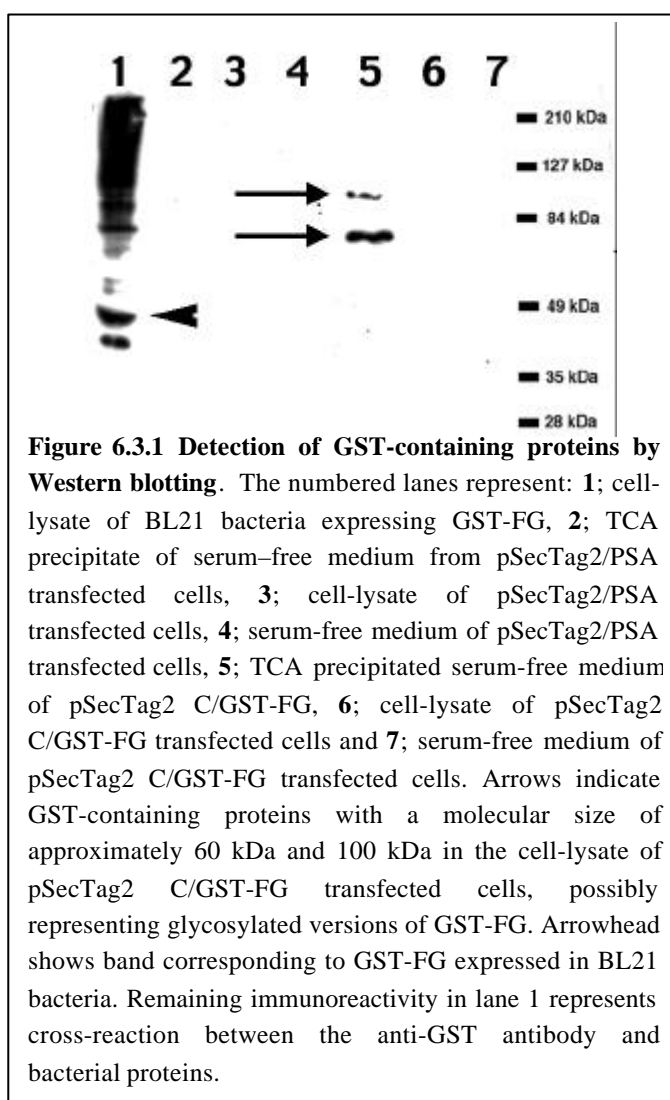 1 2 3 4 5 6 7
210 kDa
127 kDa
84 kDa
49 kDa
35 kDa
28 kDa
Figure 6.3.1 Detection of GST-containing proteins by
Western blotting. The numbered lanes represent: 1; cell-
lysate of BL21 bacteria expressing GST-FG, 2; TCA
precipitate of serum–free medium from pSecTag2/PSA
transfected cells, 3; cell-lysate of pSecTag2/PSA
transfected cells, 4; serum-free medium of pSecTag2/PSA
transfected cells, 5; TCA precipitated serum-free medium
of pSecTag2 C/GST-FG, 6; cell-lysate of pSecTag2
C/GST-FG transfected cells and 7; serum-free medium of
pSecTag2 C/GST-FG transfected cells. Arrows indicate
GST-containing proteins with a molecular size of
approximately 60 kDa and 100 kDa in the cell-lysate of
pSecTag2 C/GST-FG transfected cells, possibly
representing glycosylated versions of GST-FG. Arrowhead
shows band corresponding to GST-FG expressed in BL21
bacteria. Remaining immunoreactivity in lane 1 represents
cross-reaction between the anti-GST antibody and
bacterial proteins.